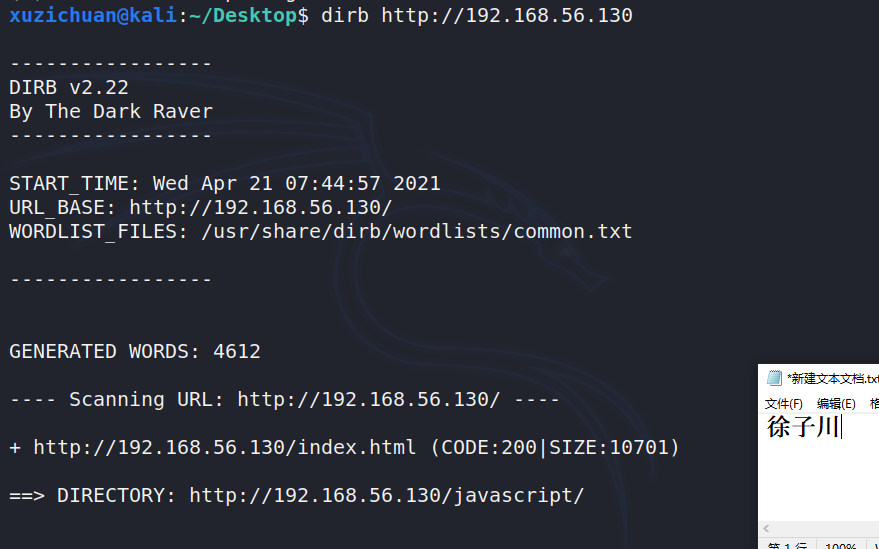 xuzichuan@kali:~/Desktop$ dirb http://192.168.56.130
-----------------
DIRB v2.22
By The Dark Raver
-----------------
START_TIME: Wed Apr 21 07:44:57 2021
URL_BASE: http://192.168.56.130/
WORDLIST_FILES: /usr/share/dirb/wordlists/common.txt
-----------------
GENERATED WORDS: 4612
---- Scanning URL: http://192.168.56.130/ ----
+ http://192.168.56.130/index.html (CODE:200|SIZE:10701)
==> DIRECTORY: http://192.168.56.130/javascript/
*新建文本文档.txt
文件(F) 编辑(E)
徐子川
第 1 行 100%